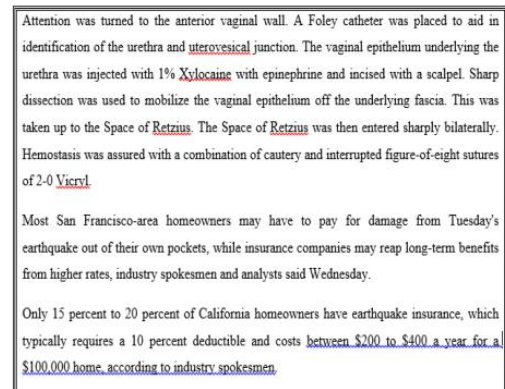 Attention was turned to the anterior vaginal wall. A Foley catheter was placed to aid in
identification of the urethra and uterovesical junction. The vaginal epithelium underlying the
urethra was injected with 1% Xylocaine with epinephrine and incised with a scalpel. Sharp
dissection was used to mobilize the vaginal epithelium off the underlying fascia. This was
taken up to the Space of Retzius. The Space of Retzius was then entered sharply bilaterally.
Hemostasis was assured with a combination of cautery and interrupted figure-of-eight sutures
of 2-0 Vicryl.
Most San Francisco-area homeowners may have to pay for damage from Tuesday's
earthquake out of their own pockets, while insurance companies may reap long-term benefits
from higher rates, industry spokesmen and analysts said Wednesday.
Only 15 percent to 20 percent of California homeowners have earthquake insurance, which
typically requires a 10 percent deductible and costs between $200 to $400 a year for a
$100,000 home, according to industry spokesmen.